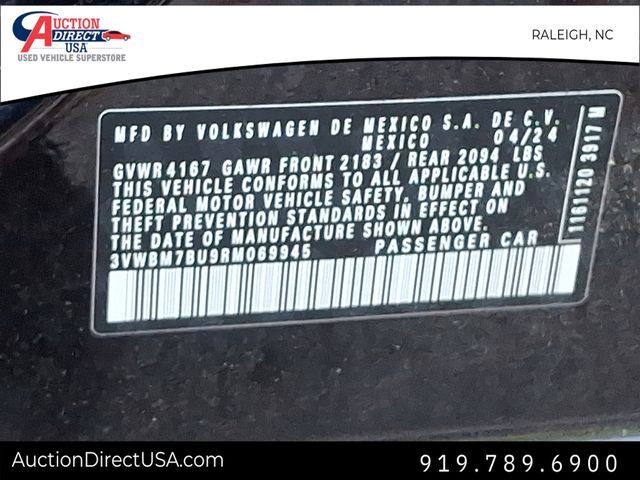 AUCTION
DIRECT
USA
USED VEHICLE SUPERSTORE
RALEIGH, NC
MFD BY VOLKSWAGEN DE MEXICO S.A. DE C.V.
MEXICO 04/24
GVWR 4167 GAWR FRONT 2183 / REAR 2094 LBS
THIS VEHICLE CONFORMS TO ALL APPLICABLE U.S.
FEDERAL MOTOR VEHICLE SAFETY, BUMPER AND
THEFT PREVENTION STANDARDS IN EFFECT ON
THE DATE OF MANUFACTURE SHOWN ABOVE.
3VWBM7BU9RM069945 PASSENGER CAR
1161120 3917 M
AuctionDirectUSA.com
919.789.6900